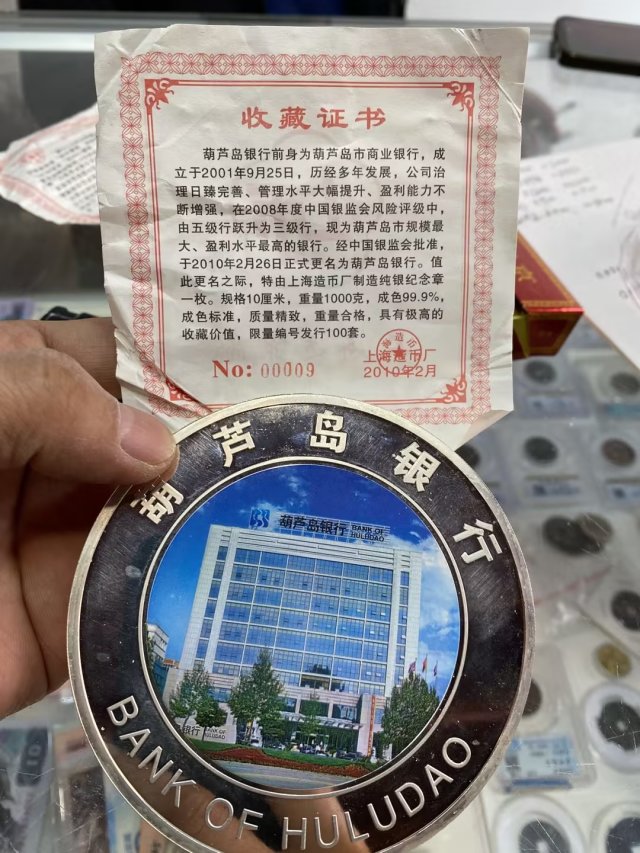 收藏证书
葫芦岛银行前身为葫芦岛市商业银行，成
立于2001年9月25日，历经多年发展，公司治
理日臻完善、管理水平大幅提升、盈利能力不
断增强，在2008年度中国银监会风险评级中，
由五级行跃升为三级行，现为葫芦岛市规模最
大、盈利水平最高的银行。经中国银监会批准，
于2010年2月26日正式更名为葫芦岛银行。值
此更名之际，特由上海造币厂制造纯银纪念章
一枚。规格10厘米，重量1000克，成色99.9%，
成色标准，质量精致，重量合格，具有极高的
收藏价值，限量编号发行100套。
No: 00009
上海造币厂
2010年2月
葫芦岛银行
葫芦岛银行 BANK OF
HULUDAO
银行 BANK OF
HULUDAO
BANK OF HULUDAO